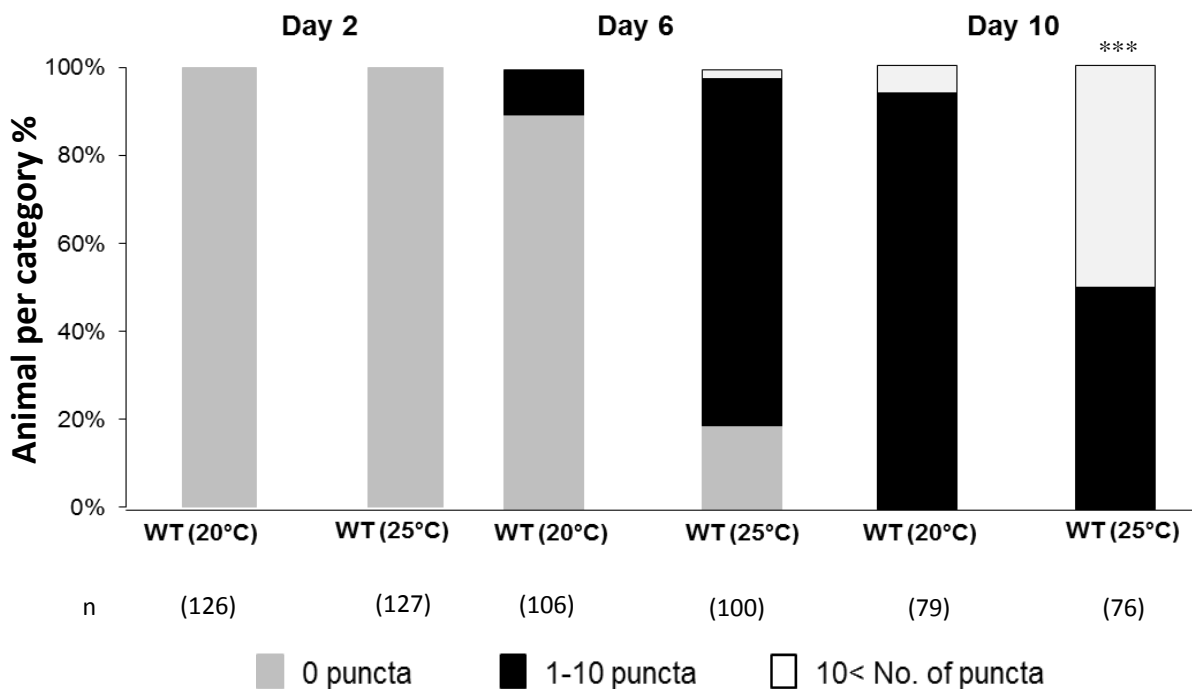 Day 2 Day 6 Day 10
***
100%
80%
60%
40%
20%
0%
Animal per category %
WT (20°C) WT (25°C) WT (20°C) WT (25°C) WT (20°C) WT (25°C)
n (126) (127) (106) (100) (79) (76)
0 puncta 1-10 puncta 10< No. of puncta